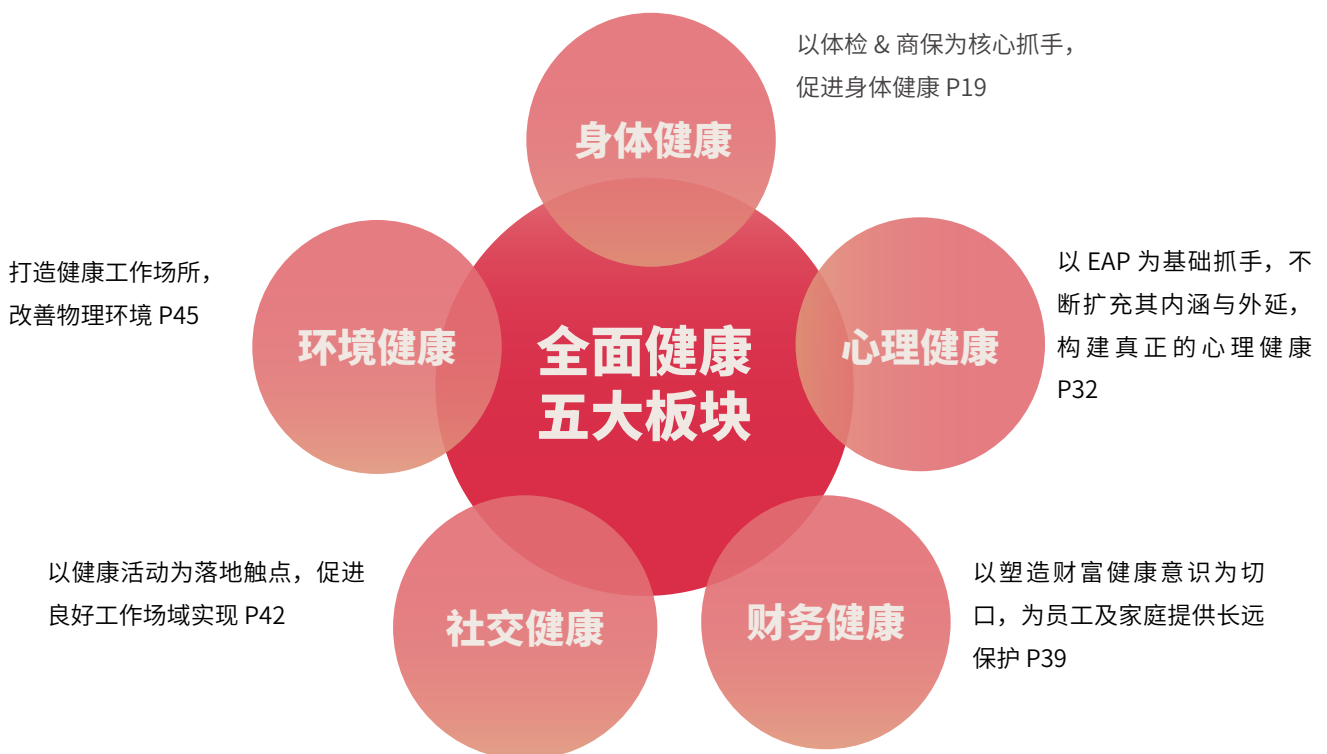 以体检 & 商保为核心抓手，
促进身体健康 P19
身体健康
打造健康工作场所，
改善物理环境 P45
环境健康
全面健康
五大板块
心理健康
以 EAP 为基础抓手，不
断扩充其内涵与外延，
构建真正的心理健康
P32
以健康活动为落地触点，促进
良好工作场域实现 P42
社交健康
财务健康
以塑造财富健康意识为切
口，为员工及家庭提供长远
保护 P39